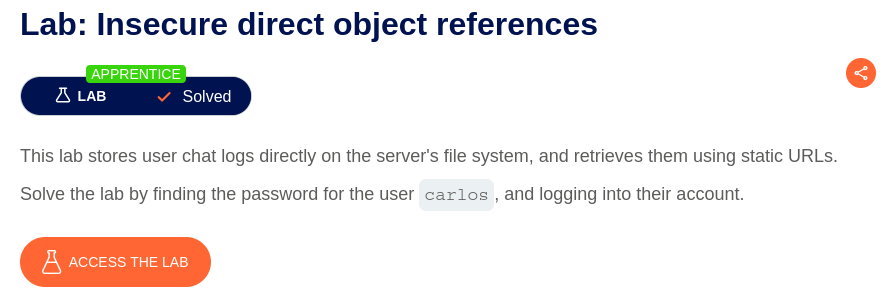 Lab: Insecure direct object references
APPRENTICE
LAB Solved
This lab stores user chat logs directly on the server's file system, and retrieves them using static URLs.
Solve the lab by finding the password for the user carlos, and logging into their account.
ACCESS THE LAB